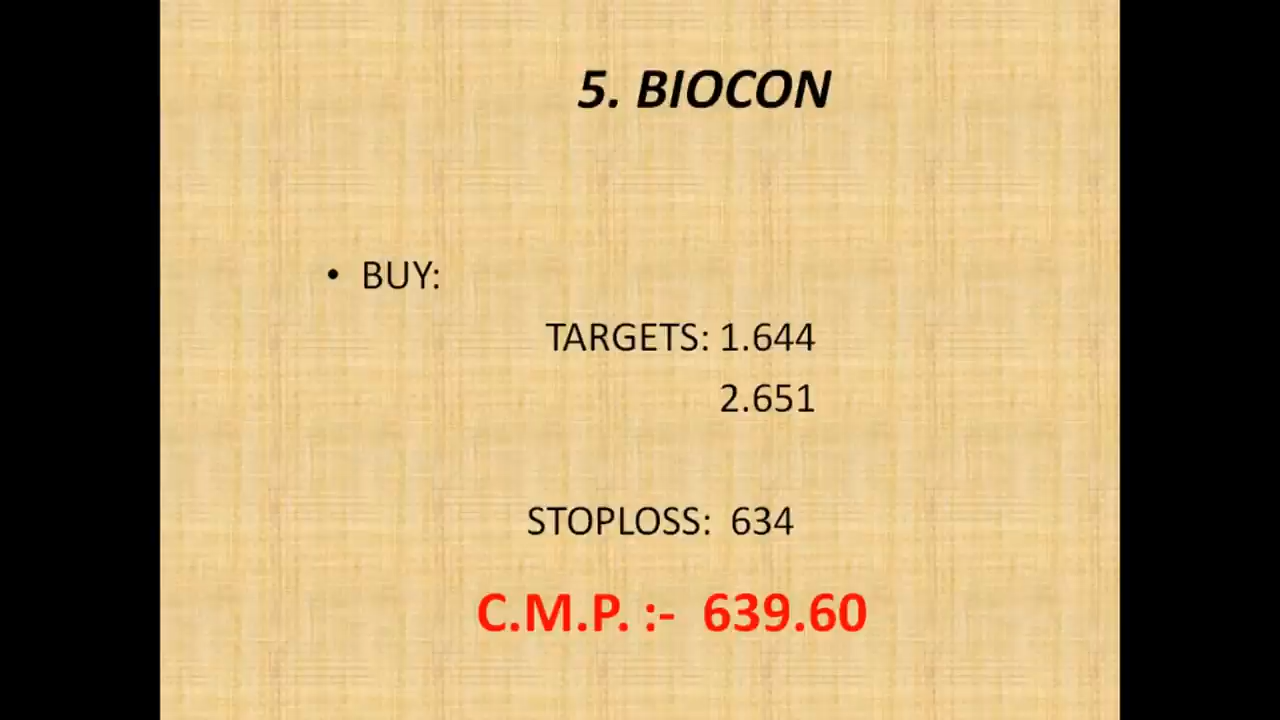 5. BIOCON
• BUY:
TARGETS: 1.644
2.651
STOPLOSS: 634
C.M.P. :- 639.60